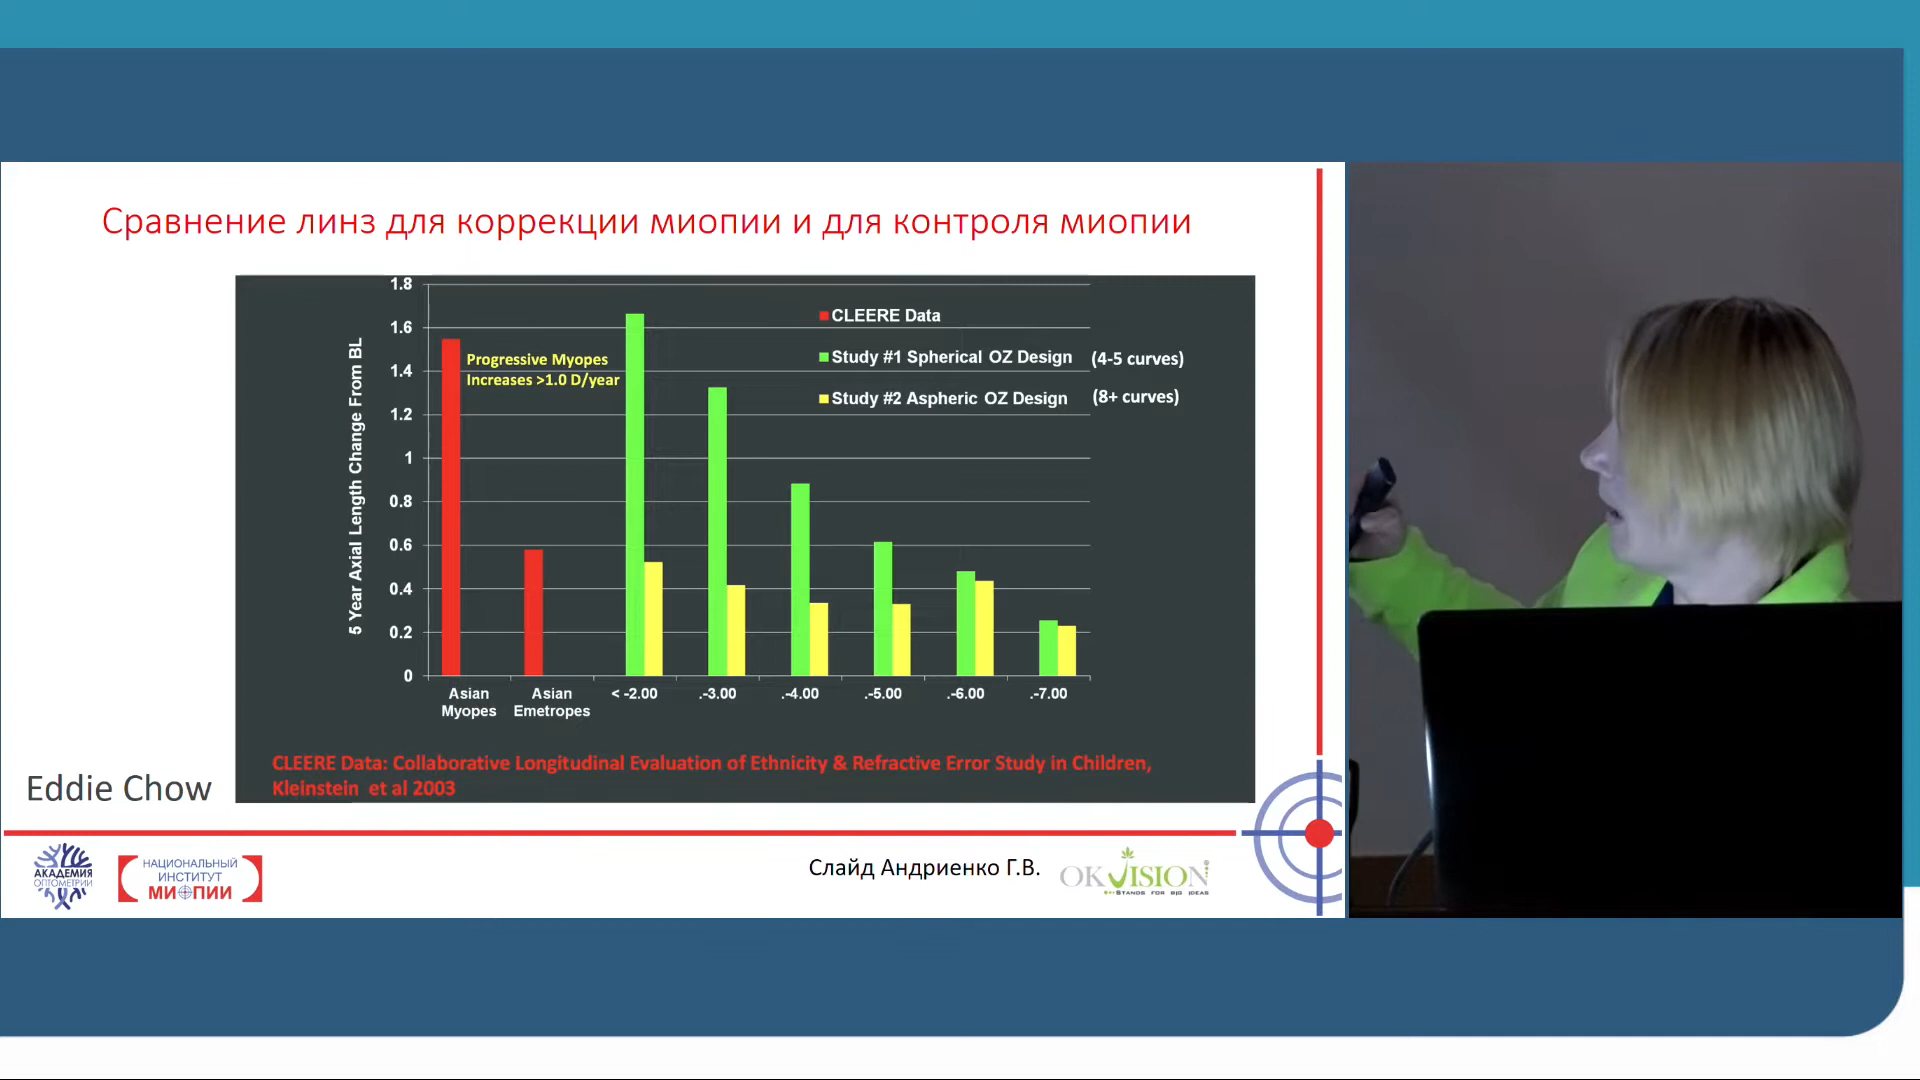 Сравнение линз для коррекции миопии и для контроля миопии
5 Year Axial Length Change From BL
1.8
1.6
1.4
1.2
1
0.8
0.6
0.4
0.2
0
Progressive Myopes
Increases >1.0 D/year
CLEERE Data
Study #1 Spherical OZ Design (4-5 curves)
Study #2 Aspheric OZ Design (8+ curves)
Asian Myopes
Asian Emetropes
< -2.00
.-3.00
.-4.00
.-5.00
.-6.00
.-7.00
CLEERE Data: Collaborative Longitudinal Evaluation of Ethnicity & Refractive Error Study in Children,
Kleinstein et al 2003
Eddie Chow
АКАДЕМИЯ
ОПТОМЕТРИИ
НАЦИОНАЛЬНЫЙ
ИНСТИТУТ
МИОПИИ
Слайд Андриенко Г.В.
OKVISION
STANDS FOR BIG IDEAS